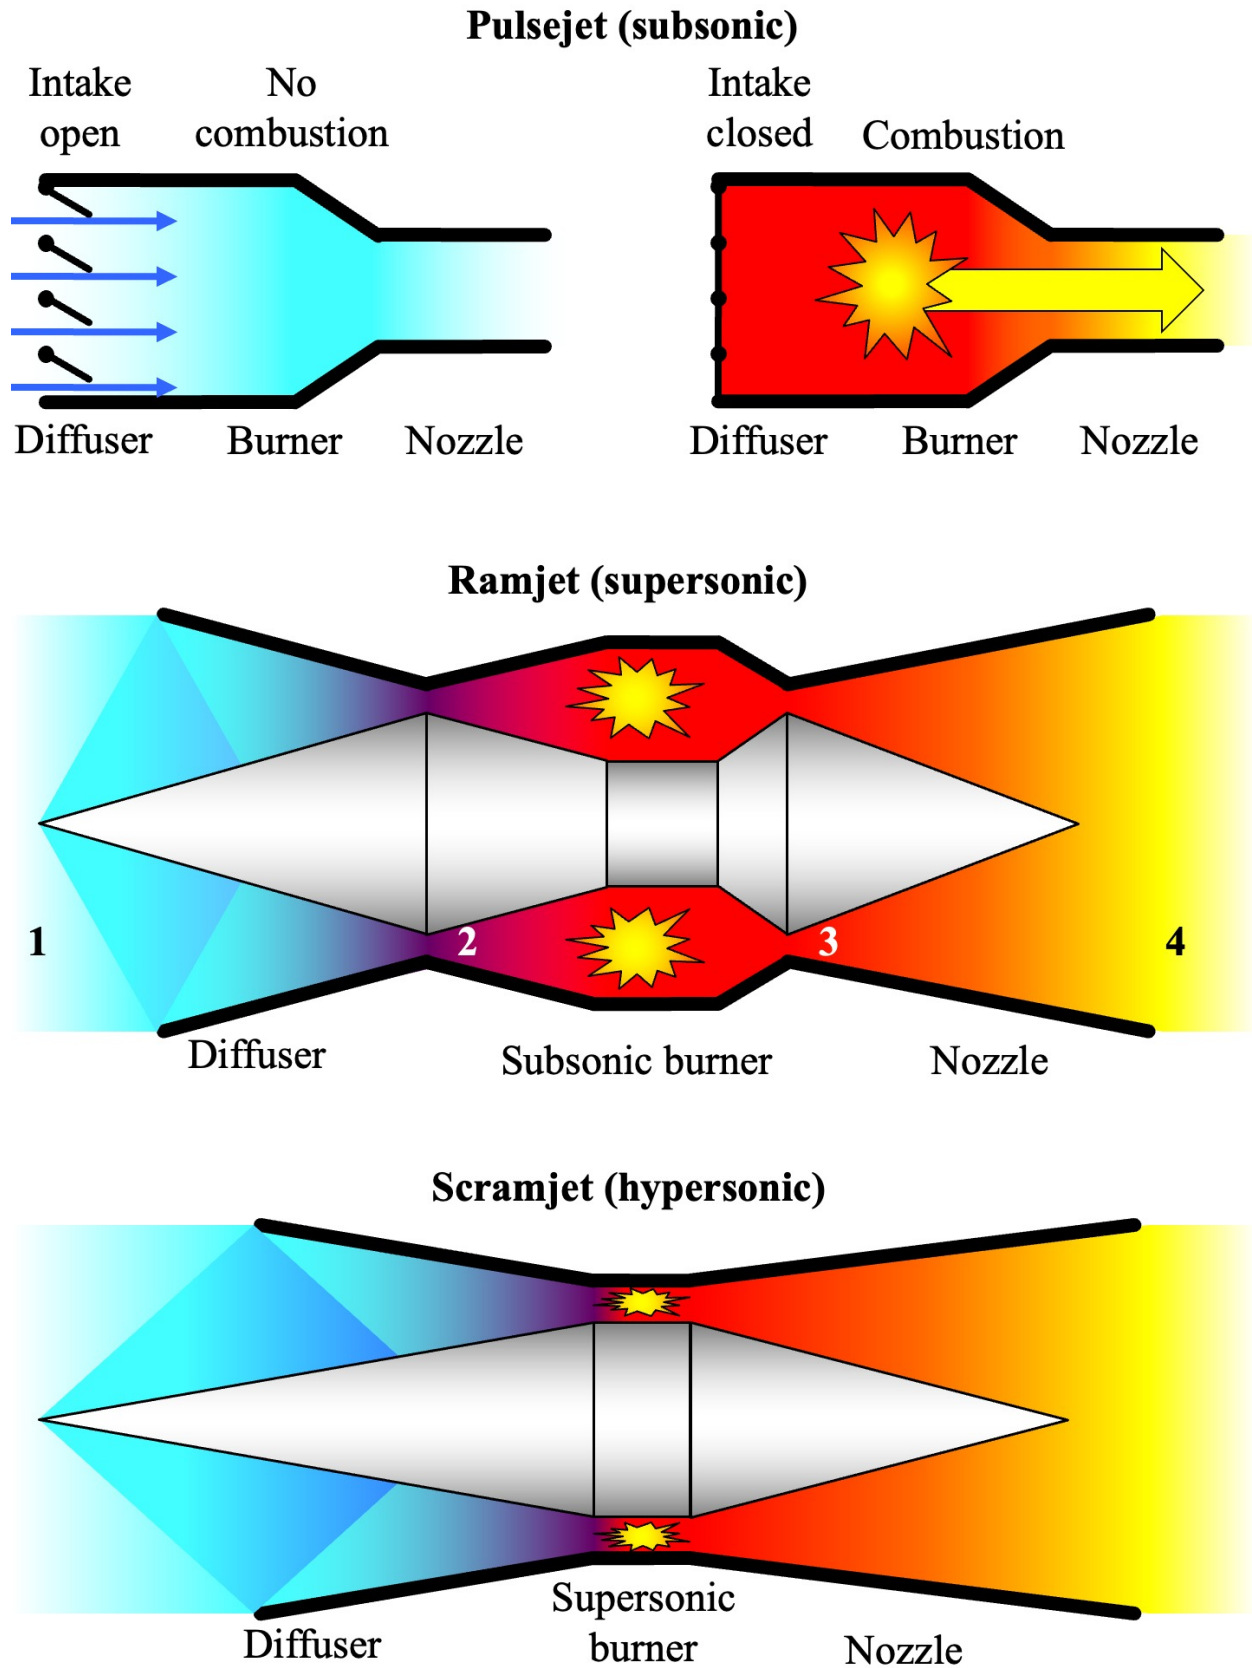 Pulsejet (subsonic)
Intake open
No combustion
Intake closed
Combustion
Diffuser
Burner
Nozzle
Diffuser
Burner
Nozzle
Ramjet (supersonic)
1
2
3
4
Diffuser
Subsonic burner
Nozzle
Scramjet (hypersonic)
Diffuser
Supersonic
burner
Nozzle